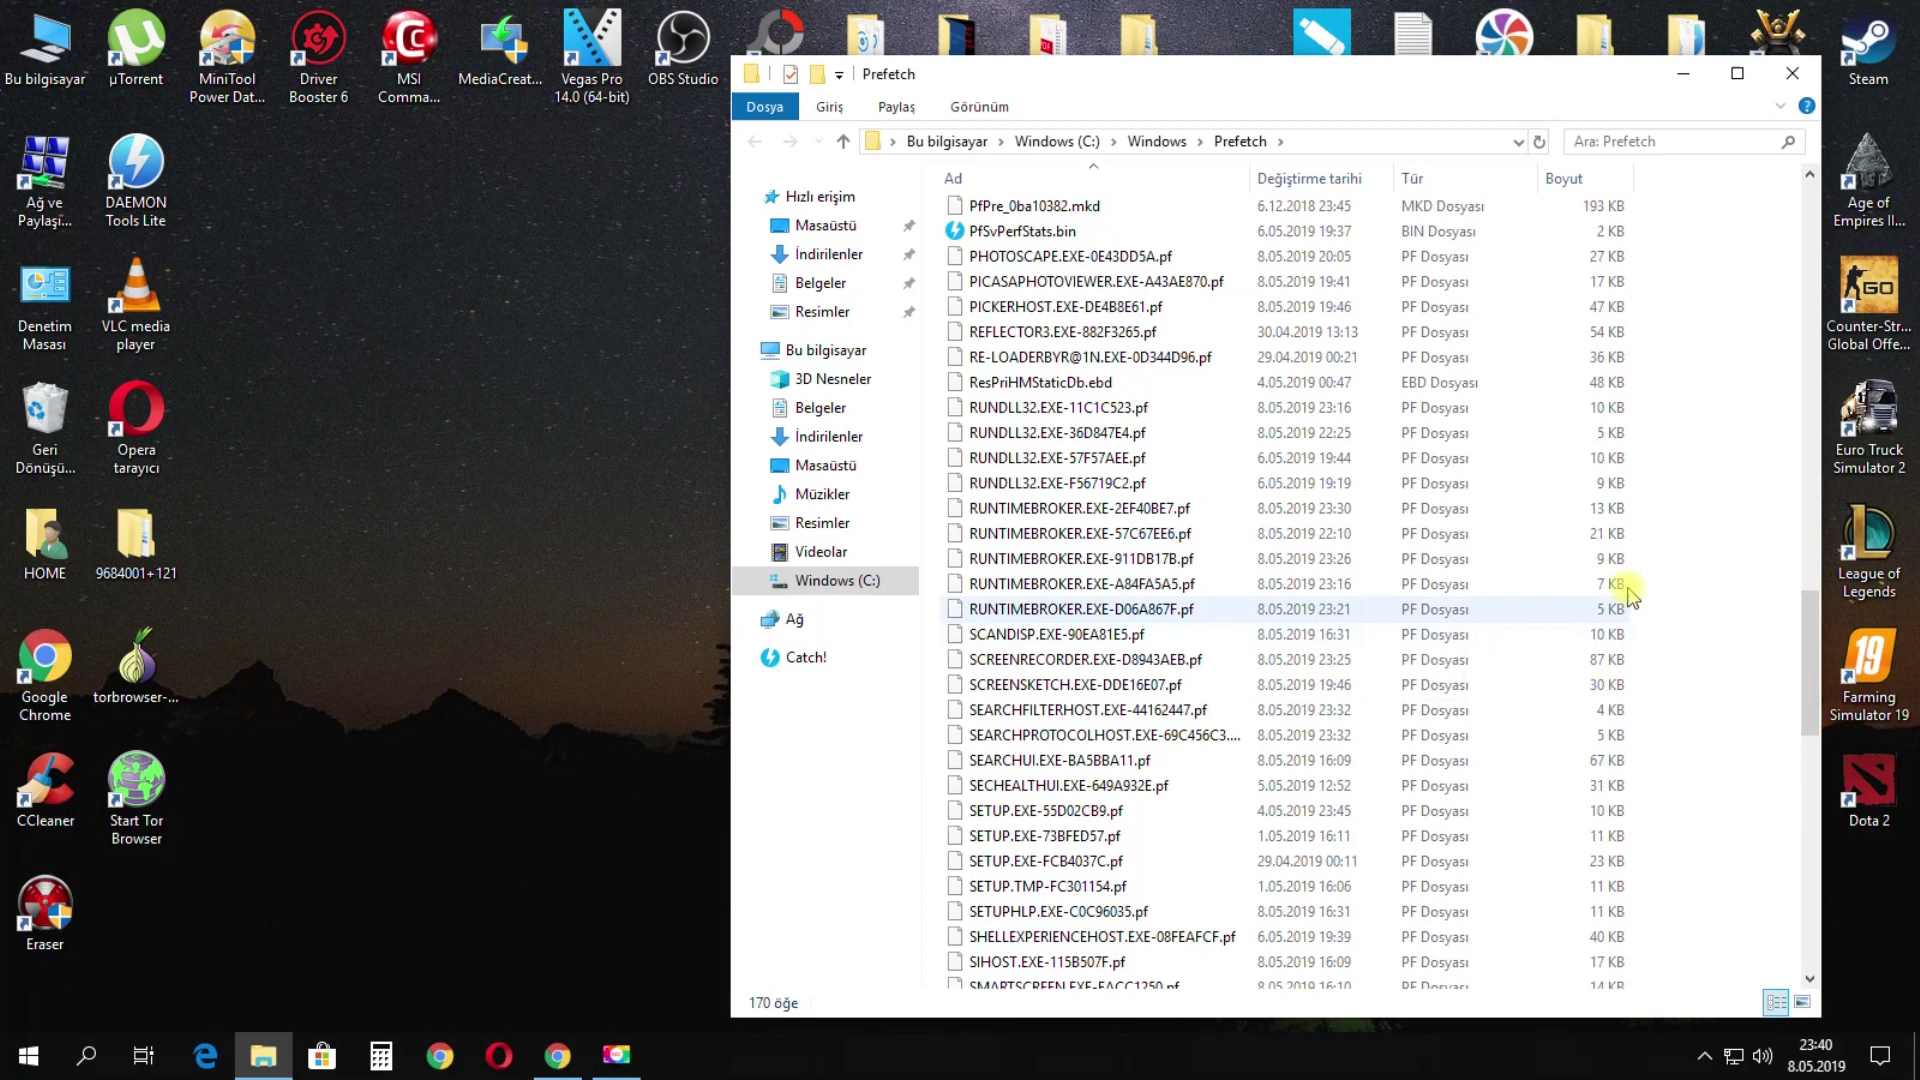 Bu bilgisayar
µTorrent
MiniTool
Power Dat...
Driver
Booster 6
MSI
Comma...
MediaCreat...
Vegas Pro
14.0 (64-bit)
OBS Studio
Steam
Ağ ve
Paylaşı...
DAEMON
Tools Lite
Age of
Empires II...
Denetim
Masası
VLC media
player
GO
Counter-Str...
Global Offe...
Geri
Dönüşü...
Opera
tarayıcı
Euro Truck
Simulator 2
HOME
9684001+121
League of
Legends
Google
Chrome
torbrowser-...
19
Farming
Simulator 19
CCleaner
Start Tor
Browser
Dota 2
Eraser
Prefetch
Dosya Giriş Paylaş Görünüm
Bu bilgisayar > Windows (C:) > Windows > Prefetch >
Ara: Prefetch
Hızlı erişim
Masaüstü
İndirilenler
Belgeler
Resimler
Bu bilgisayar
3D Nesneler
Belgeler
İndirilenler
Masaüstü
Müzikler
Resimler
Videolar
Windows (C:)
Ağ
Catch!
Ad Değiştirme tarihi Tür Boyut
PfPre_0ba10382.mkd 6.12.2018 23:45 MKD Dosyası 193 KB
PfSvPerfStats.bin 6.05.2019 19:37 BIN Dosyası 2 KB
PHOTOSCAPE.EXE-0E43DD5A.pf 8.05.2019 20:05 PF Dosyası 27 KB
PICASAPHOTOVIEWER.EXE-A43AE870.pf 8.05.2019 19:41 PF Dosyası 17 KB
PICKERHOST.EXE-DE4B8E61.pf 8.05.2019 19:46 PF Dosyası 47 KB
REFLECTOR3.EXE-882F3265.pf 30.04.2019 13:13 PF Dosyası 54 KB
RE-LOADERBYR@1N.EXE-0D344D96.pf 29.04.2019 00:21 PF Dosyası 36 KB
ResPriHMStaticDb.ebd 4.05.2019 00:47 EBD Dosyası 48 KB
RUNDLL32.EXE-11C1C523.pf 8.05.2019 23:16 PF Dosyası 10 KB
RUNDLL32.EXE-36D847E4.pf 8.05.2019 22:25 PF Dosyası 5 KB
RUNDLL32.EXE-57F57AEE.pf 6.05.2019 19:44 PF Dosyası 10 KB
RUNDLL32.EXE-F56719C2.pf 6.05.2019 19:19 PF Dosyası 9 KB
RUNTIMEBROKER.EXE-2EF40BE7.pf 8.05.2019 23:30 PF Dosyası 13 KB
RUNTIMEBROKER.EXE-57C67EE6.pf 8.05.2019 22:10 PF Dosyası 21 KB
RUNTIMEBROKER.EXE-911DB17B.pf 8.05.2019 23:26 PF Dosyası 9 KB
RUNTIMEBROKER.EXE-A84FA5A5.pf 8.05.2019 23:16 PF Dosyası 7 KB
RUNTIMEBROKER.EXE-D06A867F.pf 8.05.2019 23:21 PF Dosyası 5 KB
SCANDISP.EXE-90EA81E5.pf 8.05.2019 16:31 PF Dosyası 10 KB
SCREENRECORDER.EXE-D8943AEB.pf 8.05.2019 23:25 PF Dosyası 87 KB
SCREENSKETCH.EXE-DDE16E07.pf 8.05.2019 19:46 PF Dosyası 30 KB
SEARCHFILTERHOST.EXE-44162447.pf 8.05.2019 23:32 PF Dosyası 4 KB
SEARCHPROTOCOLHOST.EXE-69C456C3.... 8.05.2019 23:32 PF Dosyası 5 KB
SEARCHUI.EXE-BA5BBA11.pf 8.05.2019 16:09 PF Dosyası 67 KB
SECHEALTHUI.EXE-649A932E.pf 5.05.2019 12:52 PF Dosyası 31 KB
SETUP.EXE-55D02CB9.pf 4.05.2019 23:45 PF Dosyası 10 KB
SETUP.EXE-73BFED57.pf 1.05.2019 16:11 PF Dosyası 11 KB
SETUP.EXE-FCB4037C.pf 29.04.2019 00:11 PF Dosyası 23 KB
SETUP.TMP-FC301154.pf 1.05.2019 16:06 PF Dosyası 11 KB
SETUPHLP.EXE-C0C96035.pf 8.05.2019 16:31 PF Dosyası 11 KB
SHELLEXPERIENCEHOST.EXE-08FEAFCF.pf 6.05.2019 19:39 PF Dosyası 40 KB
SIHOST.EXE-115B507F.pf 8.05.2019 16:09 PF Dosyası 17 KB
SMARTSCREEN.EXE-EACC1250.pf 8.05.2019 16:10 PF Dosyası 14 KB
170 öğe
23:40
8.05.2019